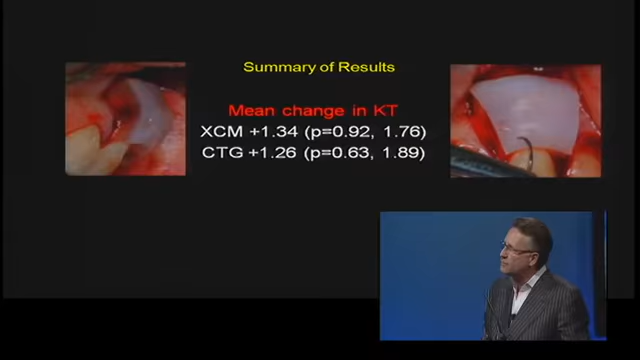 Summary of Results
Mean change in KT
XCM +1.34 (p=0.92, 1.76)
CTG +1.26 (p=0.63, 1.89)